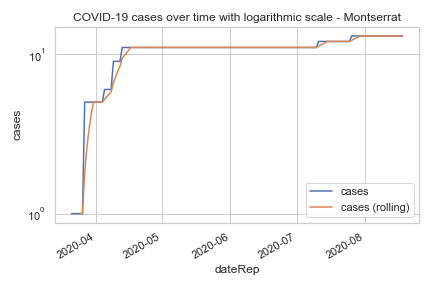 COVID-19 cases over time with logarithmic scale - Montserrat
cases
10¹
10⁰
cases
cases (rolling)
2020-04
2020-05
2020-06
2020-07
2020-08
dateRep